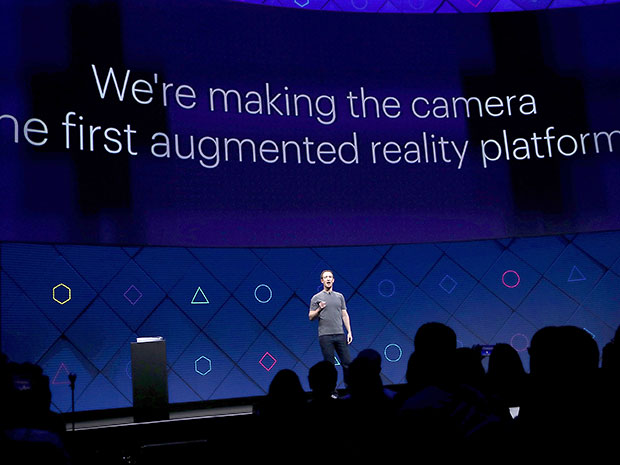 We're making the camera
he first augmented reality platform